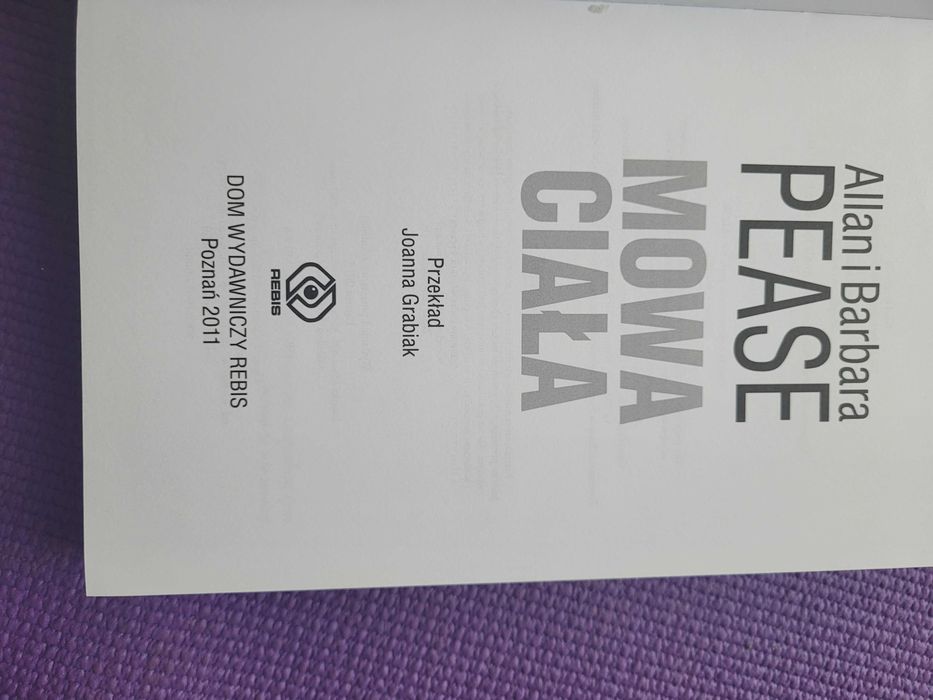 Allan i Barbara
PEASE
MOWA
CIAŁA
Przekład
Joanna Grabiak
REBIS
DOM WYDAWNICZY REBIS
Poznań 2011